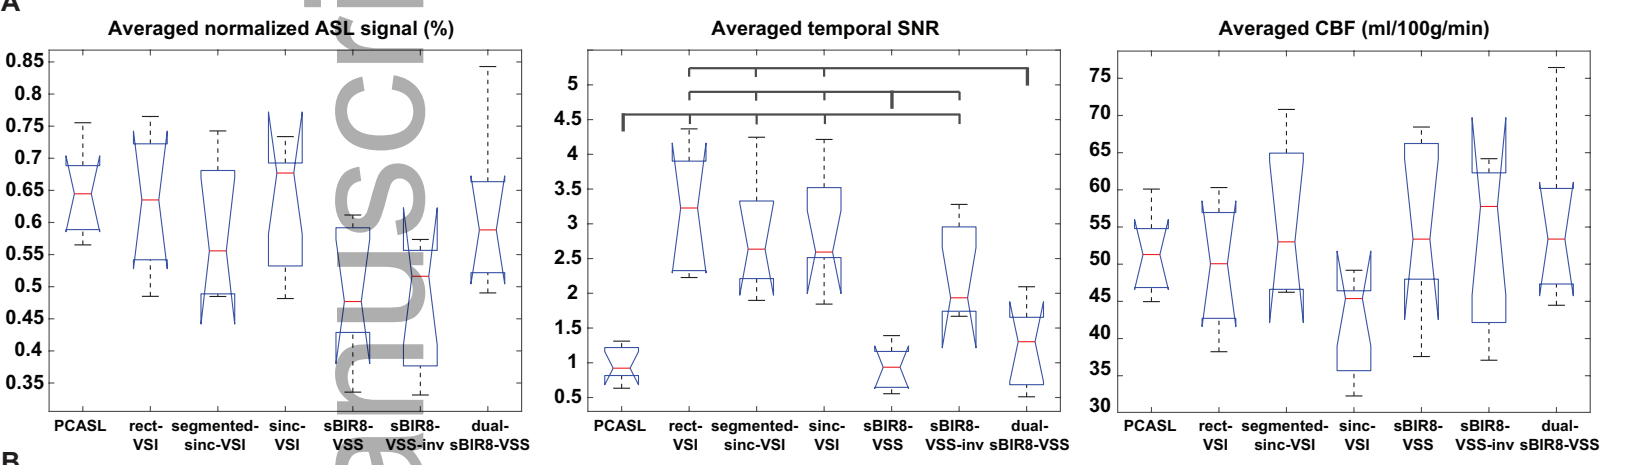 A
Averaged normalized ASL signal (%)
0.85
0.8
0.75
0.7
0.65
0.6
0.55
0.5
0.45
0.4
0.35
PCASL
rect-
VSI
segmented-
sinc-VSI
sinc-
VSI
sBIR8-
VSS
sBIR8-
VSS-inv
dual-
sBIR8-VSS
Averaged temporal SNR
5
4.5
4
3.5
3
2.5
2
1.5
1
0.5
PCASL
rect-
VSI
segmented-
sinc-VSI
sinc-
VSI
sBIR8-
VSS
sBIR8-
VSS-inv
dual-
sBIR8-VSS
Averaged CBF (ml/100g/min)
75
70
65
60
55
50
45
40
35
30
PCASL
rect-
VSI
segmented-
sinc-VSI
sinc-
VSI
sBIR8-
VSS
sBIR8-
VSS-inv
dual-
sBIR8-VSS
B
anuscri